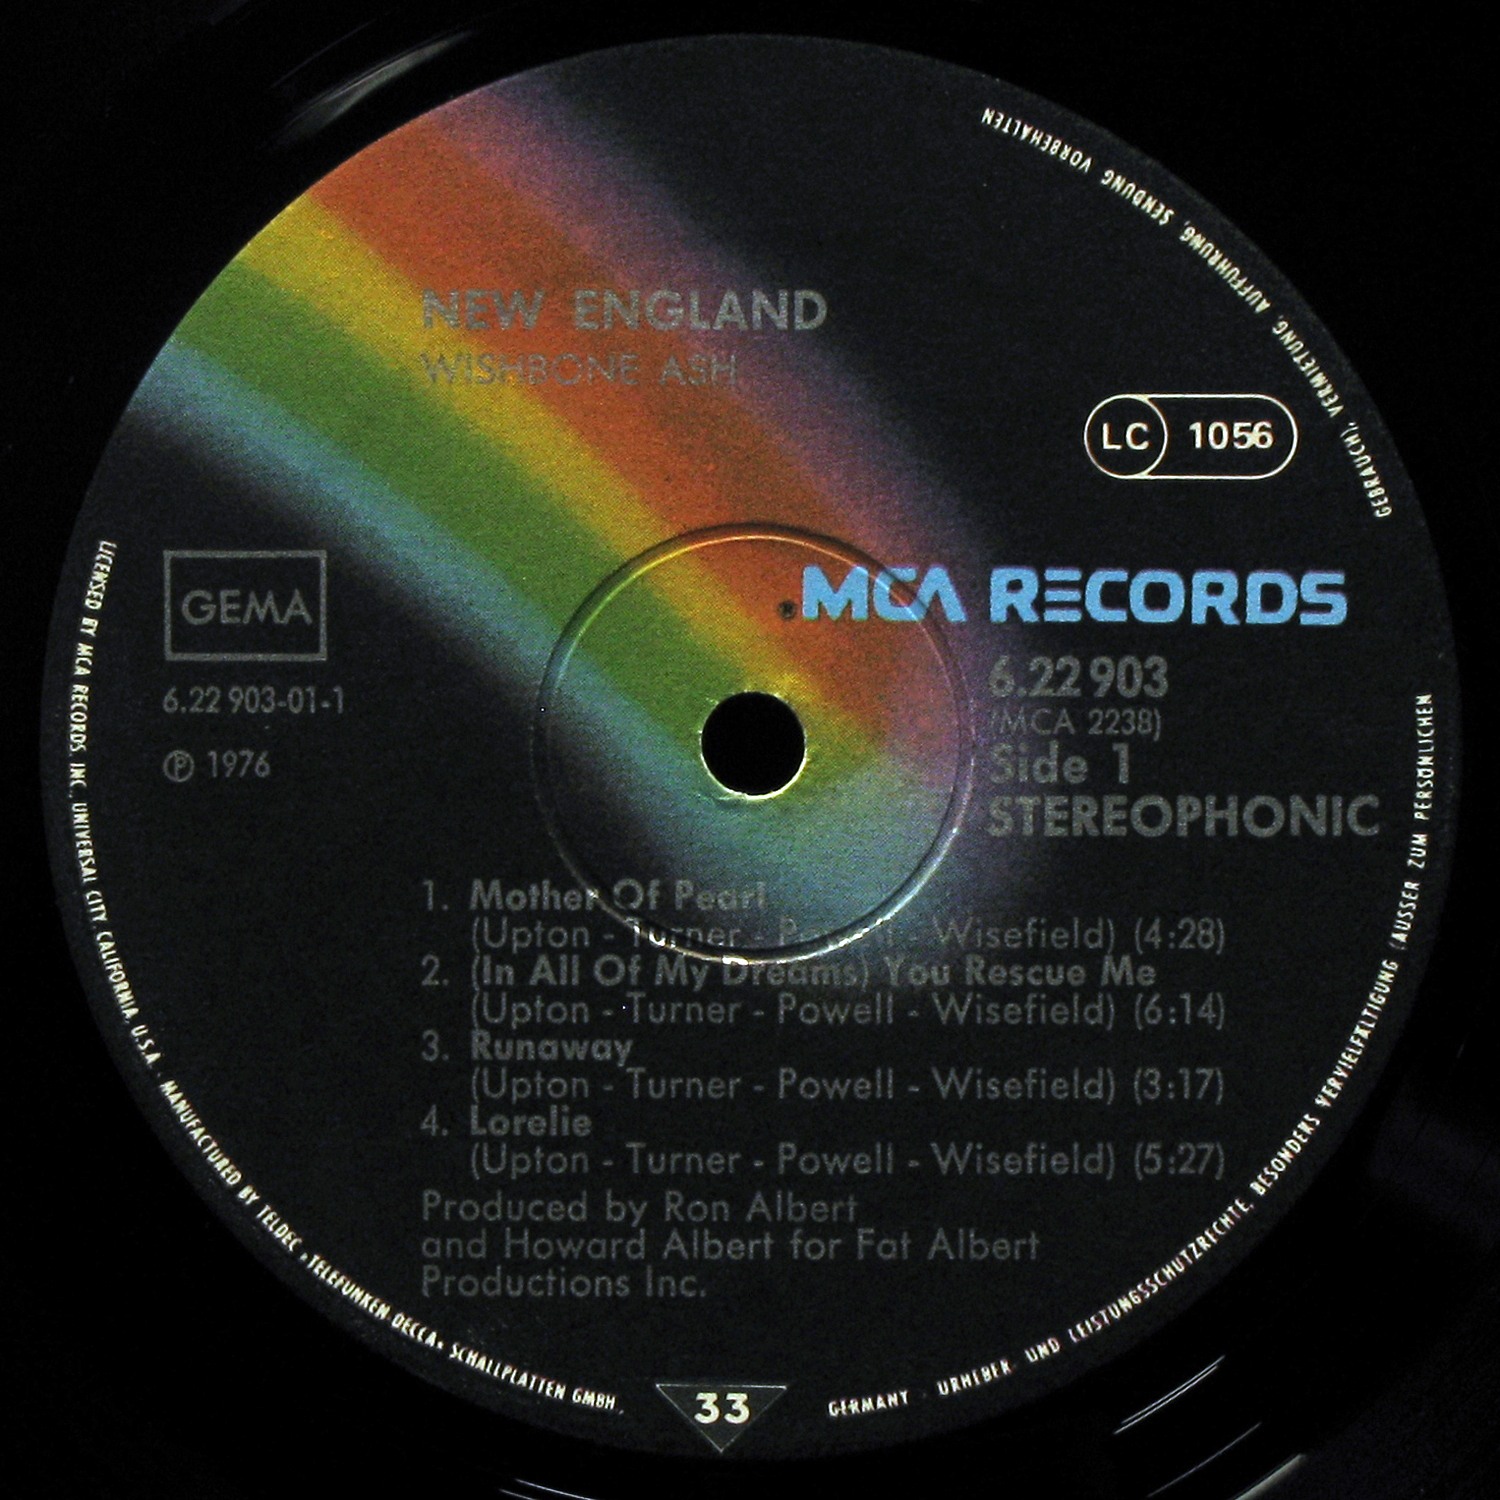 NEW ENGLAND
WISHBONE ASH
LC 1056
GEMA
6.22 903-01-1
Ⓟ 1976
®MCA RECORDS
6.22 903
(MCA 2238)
Side 1
STEREOPHONIC
1. Mother Of Pearl
(Upton - Turner - Powell - Wisefield) (4:28)
2. (In All Of My Dreams) You Rescue Me
(Upton - Turner - Powell - Wisefield) (6:14)
3. Runaway
(Upton - Turner - Powell - Wisefield) (3:17)
4. Lorelie
(Upton - Turner - Powell - Wisefield) (5:27)
Produced by Ron Albert
and Howard Albert for Fat Albert
Productions Inc.
33
LICENSED BY MCA RECORDS, INC. UNIVERSAL CITY, CALIFORNIA, U.S.A. · MANUFACTURED BY TELDEC »TELEFUNKEN-DECCA« SCHALLPLATTEN GMBH.
GERMANY · URHEBER- UND LEISTUNGSSCHUTZRECHTE, BESONDERS VERVIELFÄLTIGUNG (AUSSER ZUM PERSÖNLICHEN GEBRAUCH), VERMIETUNG, AUFFÜHRUNG, SENDUNG VORBEHALTEN